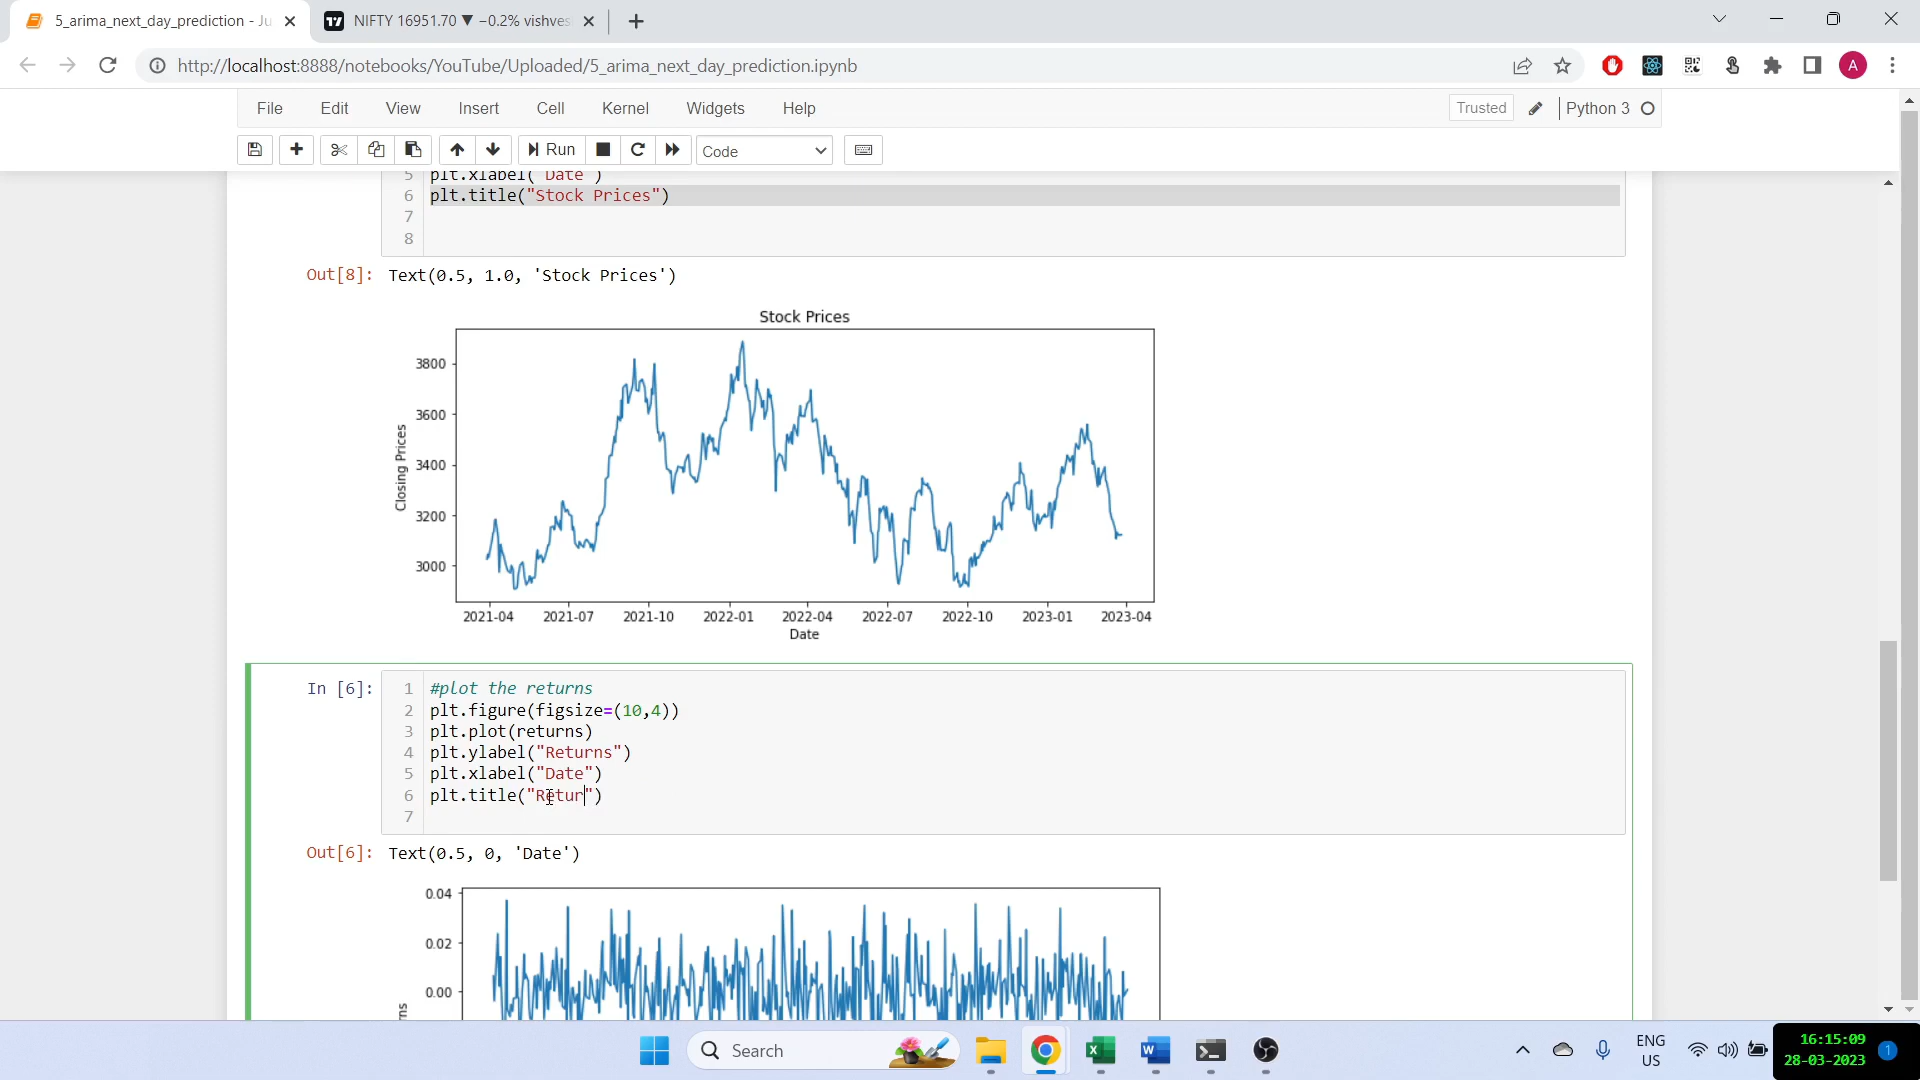 5_arima_next_day_prediction - Ju
NIFTY 16951.70 ▼ −0.2% vishves
http://localhost:8888/notebooks/YouTube/Uploaded/5_arima_next_day_prediction.ipynb
A
File Edit View Insert Cell Kernel Widgets Help
Trusted
Python 3
Run
Code
5 plt.xlabel("Date")
6 plt.title("Stock Prices")
7
8
Out[8]: Text(0.5, 1.0, 'Stock Prices')
Stock Prices
3800
3600
3400
3200
3000
Closing Prices
2021-04 2021-07 2021-10 2022-01 2022-04 2022-07 2022-10 2023-01 2023-04
Date
In [6]:
1 #plot the returns
2 plt.figure(figsize=(10,4))
3 plt.plot(returns)
4 plt.ylabel("Returns")
5 plt.xlabel("Date")
6 plt.title("Retur")
7
Out[6]: Text(0.5, 0, 'Date')
0.04
0.02
0.00
ms
Search
ENG
US
16:15:09
28-03-2023
1